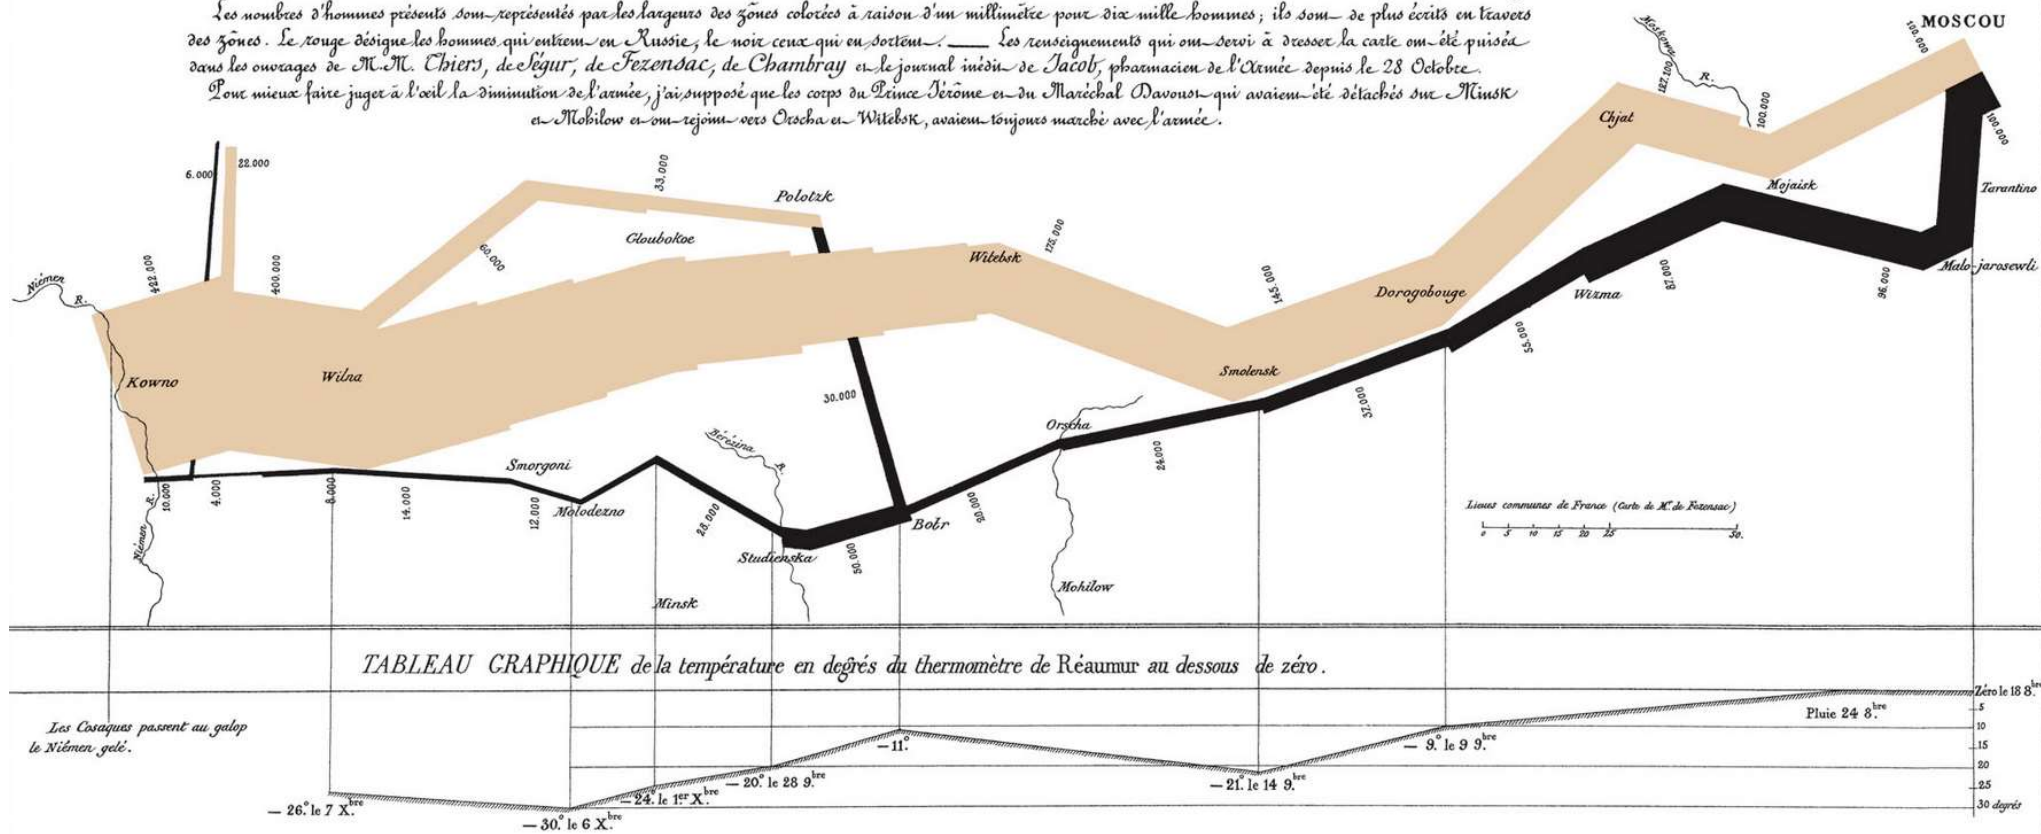 Les nombres d'hommes présents sont représentés par les largeurs des zônes colorées à raison d'un millimètre pour dix mille hommes; ils sont de plus écrits en travers
des zônes. Le rouge désigne les hommes qui entrent en Russie, le noir ceux qui en sortent. ___ Les renseignements qui ont servi à dresser la carte ont été puisés
dans les ouvrages de M.M. Thiers, de Ségur, de Fezensac, de Chambray et le journal inédit de Jacob, pharmacien de l'Armée depuis le 28 Octobre.
Pour mieux faire juger à l'œil la diminution de l'armée, j'ai supposé que les corps du Prince Jérôme et du Maréchal Davoust qui avaient été détachés sur Minsk
et Mohilow et ont rejoint vers Orscha et Witebsk, avaient toujours marché avec l'armée.
MOSCOU
100.000
Moskowa R.
127.100
100.000
100.000
Chjat
Mojaisk
Tarantino
Malo-jarosewli
6.000
22.000
33.000
Polotzk
Gloubokoe
60.000
Niémen R.
422.000
400.000
Witebsk
175.000
145.000
Dorogobouge
Wizma
87.000
96.000
55.000
Kowno
Wilna
Smolensk
37.000
30.000
Orscha
24.000
Bérézina R.
Smorgoni
Niémen R.
10.000
4.000
8.000
14.000
12.000
Molodezno
28.000
Studienska
50.000
Bobr
20.000
Minsk
Mohilow
Lieues communes de France (Carte de M. de Fezensac)
0 5 10 15 20 25 50.
TABLEAU GRAPHIQUE de la température en degrés du thermomètre de Réaumur au dessous de zéro.
Les Cosaques passent au galop
le Niémen gelé.
Zéro le 18 8.bre
5
10
15
20
25
30 degrés
Pluie 24 8.bre
— 9.° le 9 9.bre
— 21.° le 14 9.bre
— 11.°
— 20.° le 28 9.bre
— 24.° le 1.er X.bre
— 30.° le 6 X.bre
— 26.° le 7 X.bre